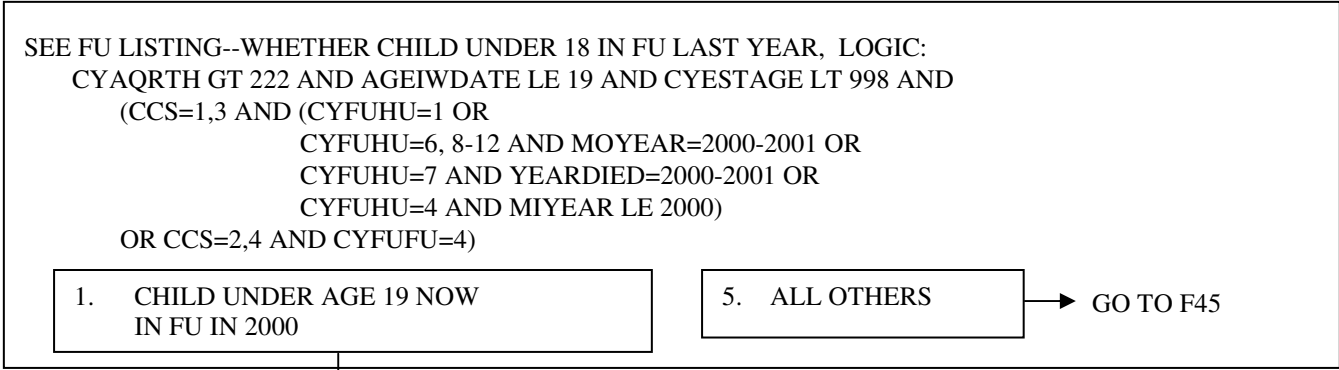 SEE FU LISTING--WHETHER CHILD UNDER 18 IN FU LAST YEAR, LOGIC:
CYAQRTH GT 222 AND AGEIWDATE LE 19 AND CYESTAGE LT 998 AND
(CCS=1,3 AND (CYFUHU=1 OR
CYFUHU=6, 8-12 AND MOYEAR=2000-2001 OR
CYFUHU=7 AND YEARDIED=2000-2001 OR
CYFUHU=4 AND MIYEAR LE 2000)
OR CCS=2,4 AND CYFUFU=4)
1. CHILD UNDER AGE 19 NOW
IN FU IN 2000
5. ALL OTHERS
GO TO F45